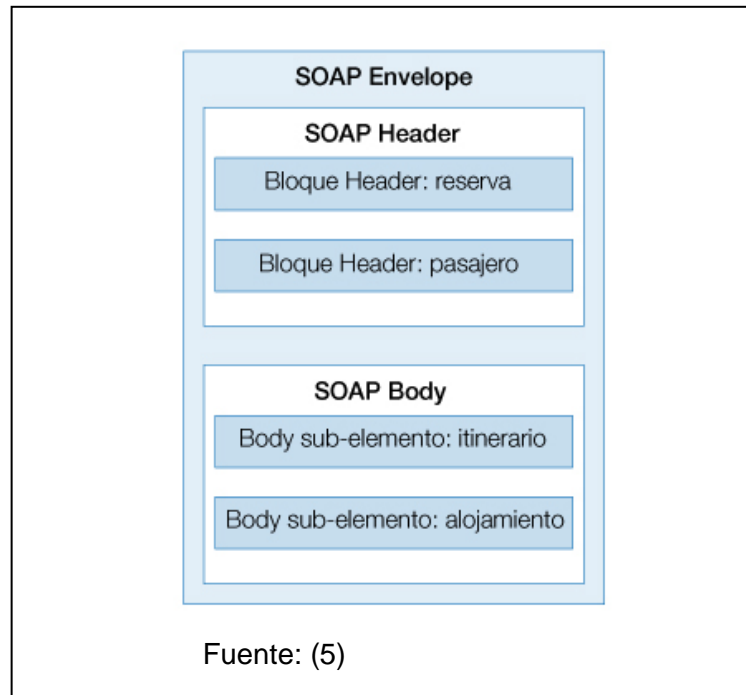 SOAP Envelope
SOAP Header
Bloque Header: reserva
Bloque Header: pasajero
SOAP Body
Body sub-elemento: itinerario
Body sub-elemento: alojamiento
Fuente: (5)